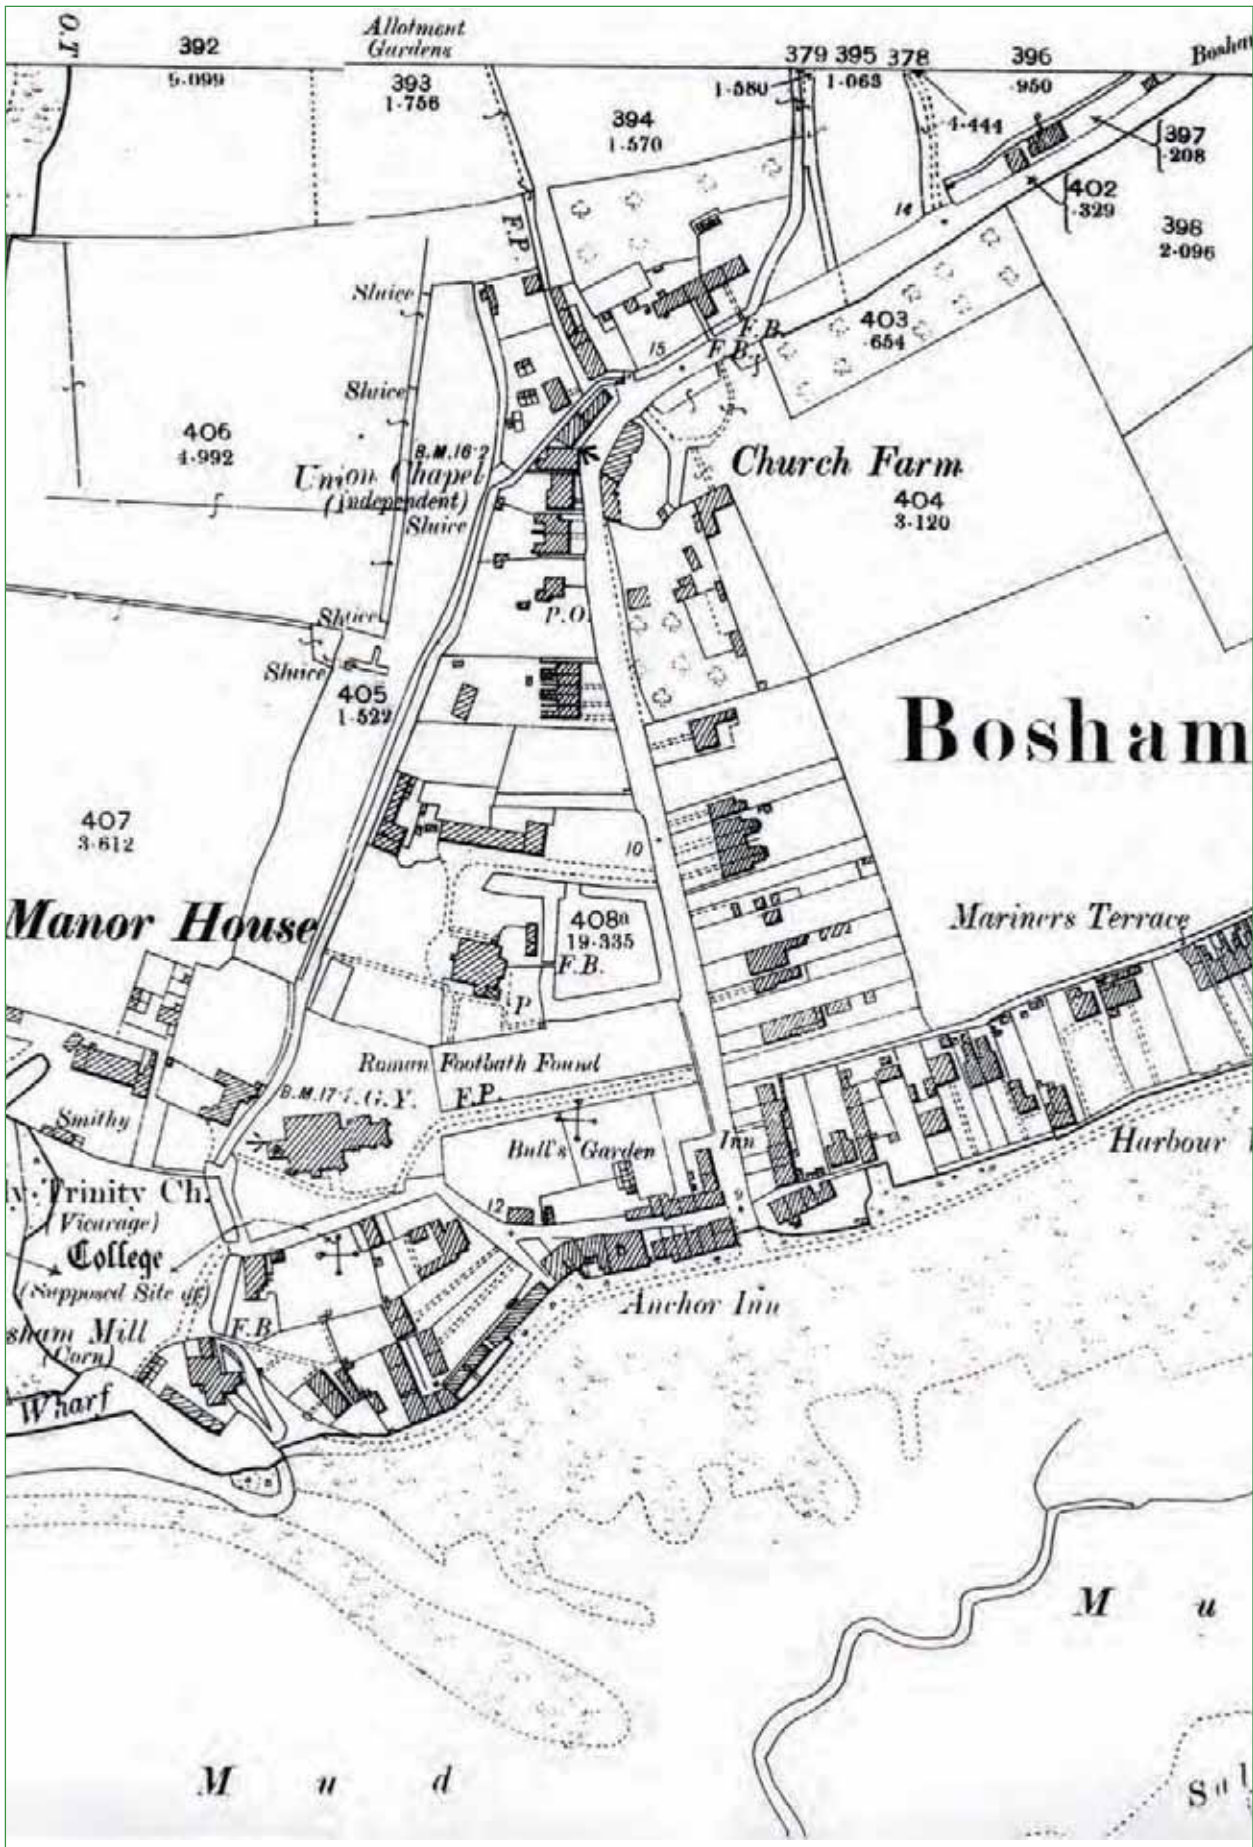 O.T
392
5·099
Allotment
Gardens
393
1·756
394
1·570
379 395 378
1·580
1·063
396
·950
4·444
397
·208
402
·329
398
2·096
14
F.P.
Sluice
403
·654
F.B.
F.B.
15
Sluice
406
4·992
B.M.16·2
Union Chapel
(Independent)
Sluice
Church Farm
404
3·120
P.O.
Sluice
Sluice
405
1·522
Bosham
407
3·612
10
Manor House
408a
19·335
F.B.
P
Mariners Terrace
Roman Footbath Found
B.M.17·
G.Y.
F.P.
Smithy
Bull's Garden
Inn
Harbour
Trinity Ch.
(Vicarage)
College
(Supposed Site of)
12
9
Anchor Inn
sham Mill
(Corn)
F.B
Wharf
M u
M u d